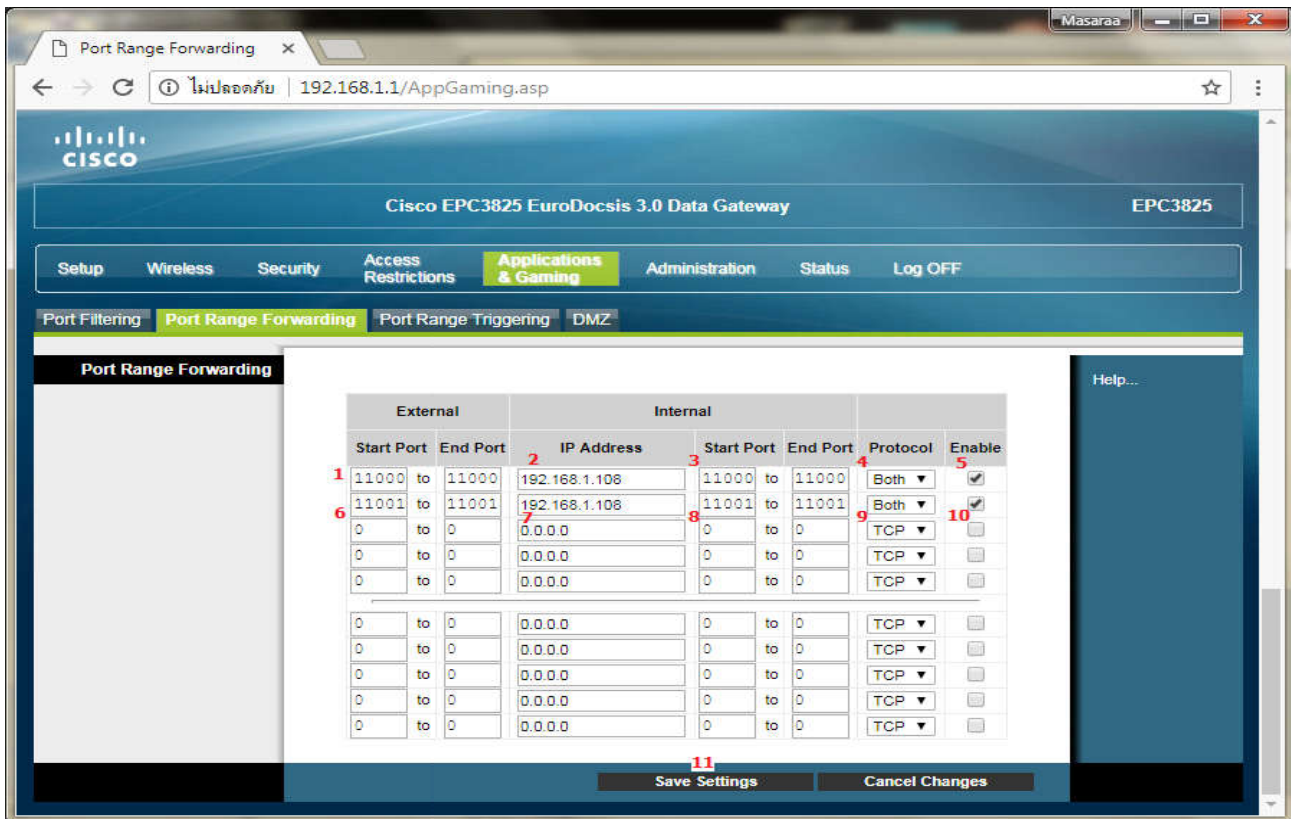 Masaraa
Port Range Forwarding
ไม่ปลอดภัย 192.168.1.1/AppGaming.asp
CISCO
Cisco EPC3825 EuroDocsis 3.0 Data Gateway EPC3825
Setup Wireless Security Access Restrictions Applications & Gaming Administration Status Log OFF
Port Filtering Port Range Forwarding Port Range Triggering DMZ
Port Range Forwarding
Help...
External Internal
Start Port End Port IP Address Start Port End Port Protocol Enable
2 3 4 5
1 11000 to 11000 192.168.1.108 11000 to 11000 Both
6 11001 to 11001 192.168.1.108 11001 to 11001 Both
7 8 9 10
0 to 0 0.0.0.0 0 to 0 TCP
0 to 0 0.0.0.0 0 to 0 TCP
0 to 0 0.0.0.0 0 to 0 TCP
0 to 0 0.0.0.0 0 to 0 TCP
0 to 0 0.0.0.0 0 to 0 TCP
0 to 0 0.0.0.0 0 to 0 TCP
0 to 0 0.0.0.0 0 to 0 TCP
0 to 0 0.0.0.0 0 to 0 TCP
11
Save Settings Cancel Changes